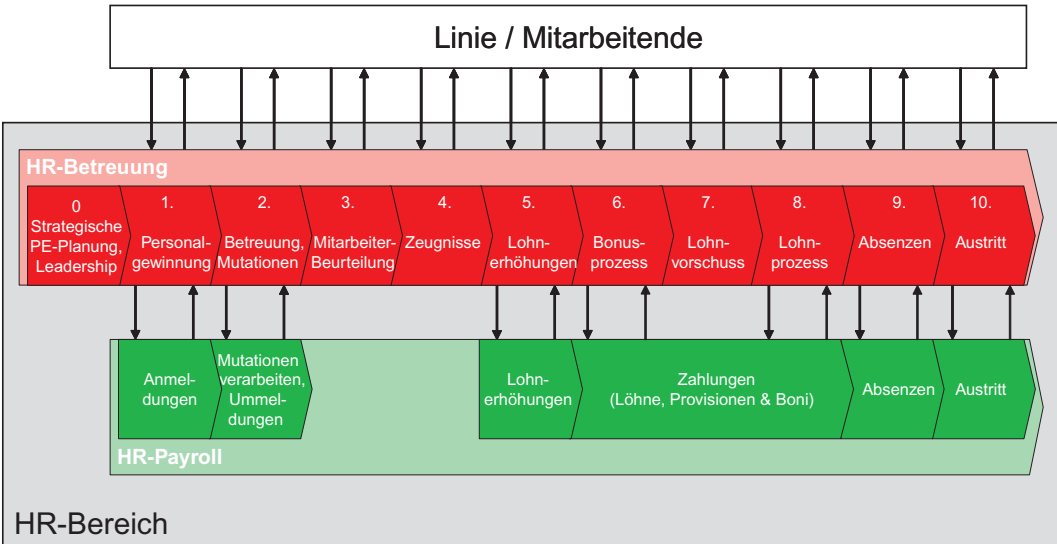 Linie / Mitarbeitende
HR-Betreuung
0
Strategische
PE-Planung,
Leadership
1.
Personal-
gewinnung
2.
Betreuung,
Mutationen
3.
Mitarbeiter-
Beurteilung
4.
Zeugnisse
5.
Lohn-
erhöhungen
6.
Bonus-
prozess
7.
Lohn-
vorschuss
8.
Lohn-
prozess
9.
Absenzen
10.
Austritt
Anmel-
dungen
Mutationen
verarbeiten,
Ummel-
dungen
Lohn-
erhöhungen
Zahlungen
(Löhne, Provisionen & Boni)
Absenzen
Austritt
HR-Payroll
HR-Bereich